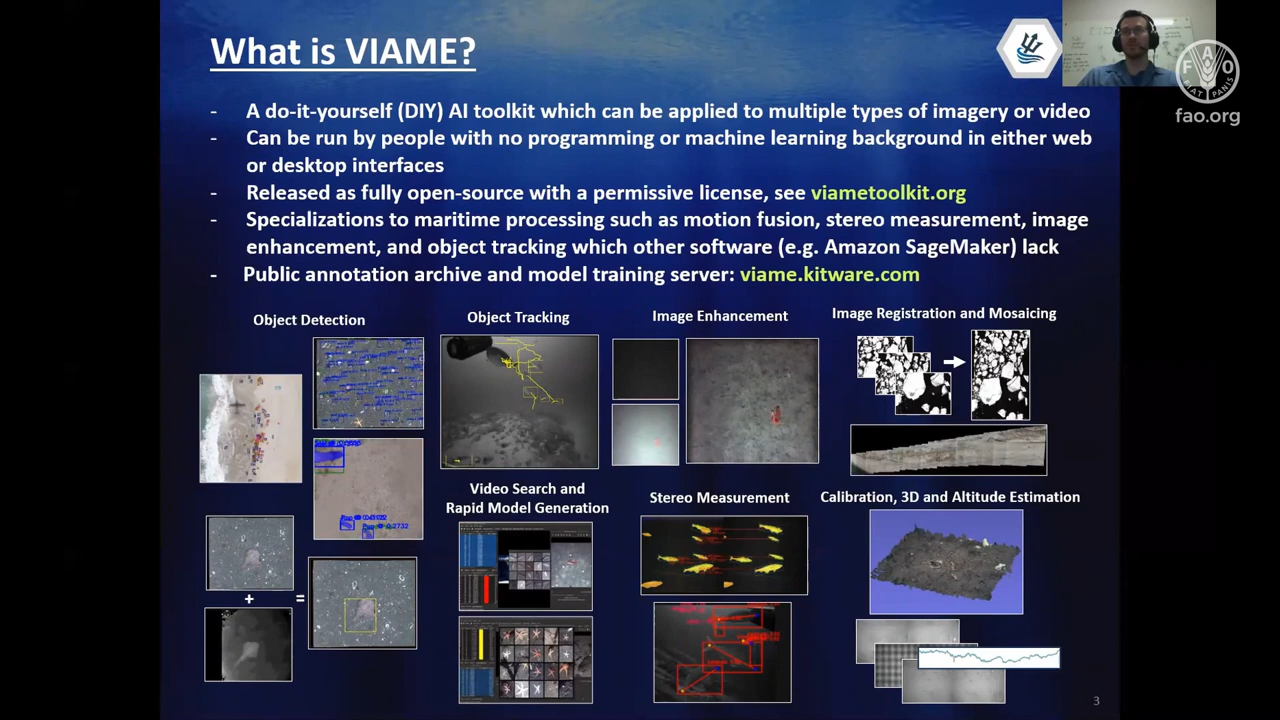 What is VIAME?
- A do-it-yourself (DIY) AI toolkit which can be applied to multiple types of imagery or video
- Can be run by people with no programming or machine learning background in either web
or desktop interfaces
- Released as fully open-source with a permissive license, see viametoolkit.org
- Specializations to maritime processing such as motion fusion, stereo measurement, image
enhancement, and object tracking which other software (e.g. Amazon SageMaker) lack
- Public annotation archive and model training server: viame.kitware.com
F A O
FIAT PANIS
fao.org
Object Detection
Object Tracking
Image Enhancement
Image Registration and Mosaicing
Video Search and
Rapid Model Generation
Stereo Measurement
Calibration, 3D and Altitude Estimation
+
=
3